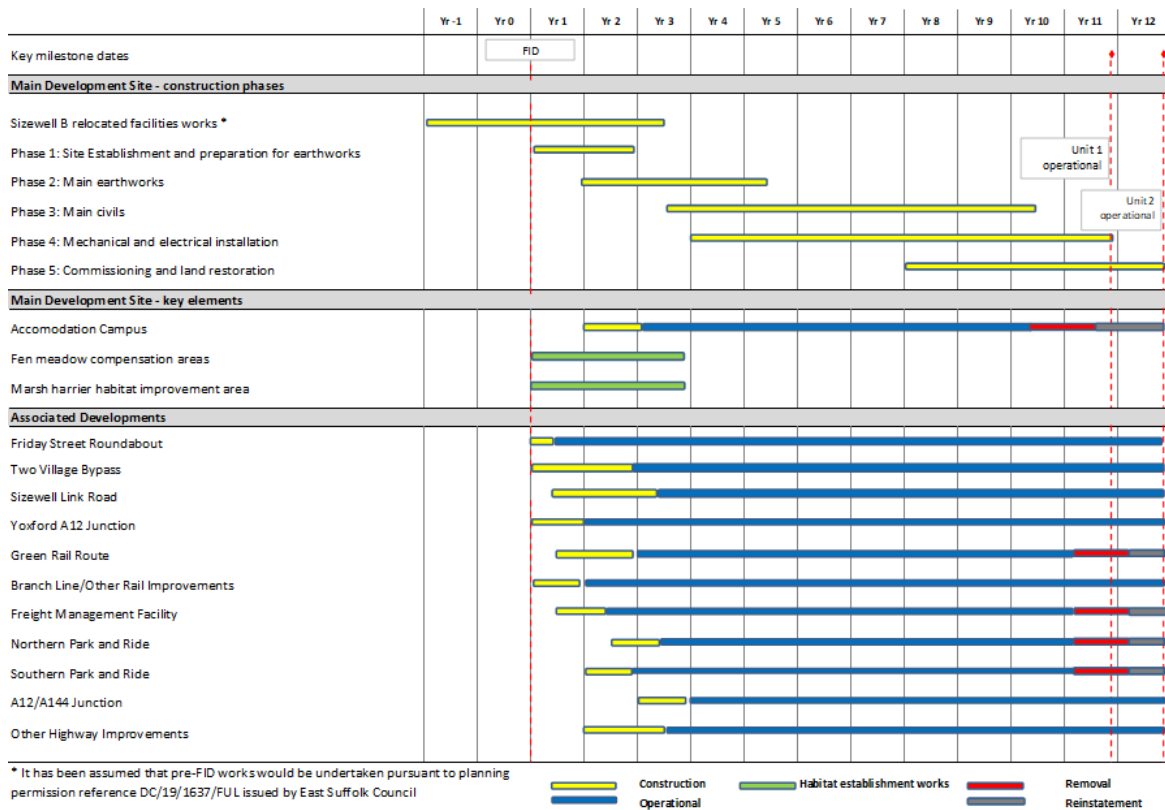 Yr -1 Yr 0 Yr 1 Yr 2 Yr 3 Yr 4 Yr 5 Yr 6 Yr 7 Yr 8 Yr 9 Yr 10 Yr 11 Yr 12
Key milestone dates FID
Main Development Site - construction phases
Sizewell B relocated facilities works *
Phase 1: Site Establishment and preparation for earthworks
Unit 1
operational
Phase 2: Main earthworks
Unit 2
operational
Phase 3: Main civils
Phase 4: Mechanical and electrical installation
Phase 5: Commissioning and land restoration
Main Development Site - key elements
Accomodation Campus
Fen meadow compensation areas
Marsh harrier habitat improvement area
Associated Developments
Friday Street Roundabout
Two Village Bypass
Sizewell Link Road
Yoxford A12 Junction
Green Rail Route
Branch Line/Other Rail Improvements
Freight Management Facility
Northern Park and Ride
Southern Park and Ride
A12/A144 Junction
Other Highway Improvements
* It has been assumed that pre-FID works would be undertaken pursuant to planning
permission reference DC/19/1637/FUL issued by East Suffolk Council
Construction Habitat establishment works Removal
Operational Reinstatement